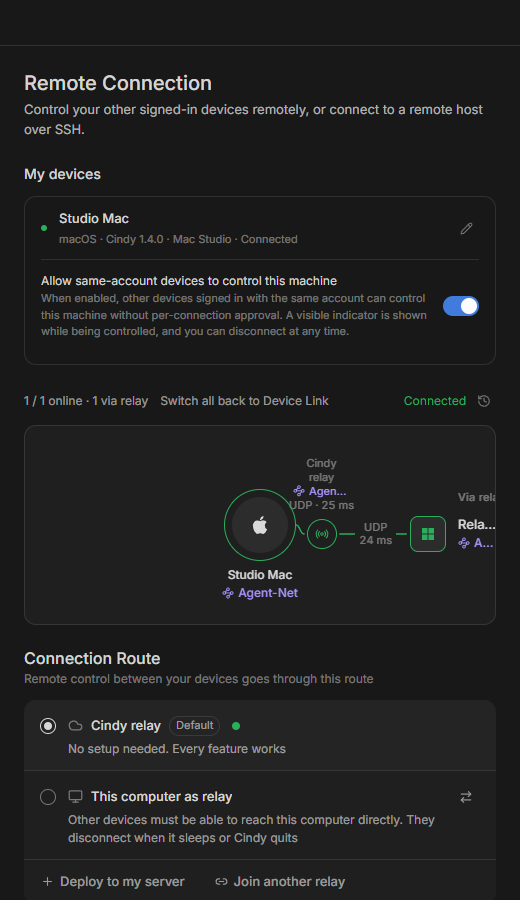 Remote Connection
Control your other signed-in devices remotely, or connect to a remote host
over SSH.
My devices
Studio Mac
macOS · Cindy 1.4.0 · Mac Studio · Connected
Allow same-account devices to control this machine
When enabled, other devices signed in with the same account can control
this machine without per-connection approval. A visible indicator is shown
while being controlled, and you can disconnect at any time.
1 / 1 online · 1 via relay Switch all back to Device Link Connected
Cindy
relay
Agen...
UDP · 25 ms
UDP
24 ms
Via rela
Rela...
A...
Studio Mac
Agent-Net
Connection Route
Remote control between your devices goes through this route
Cindy relay Default
No setup needed. Every feature works
This computer as relay
Other devices must be able to reach this computer directly. They
disconnect when it sleeps or Cindy quits
Deploy to my server Join another relay